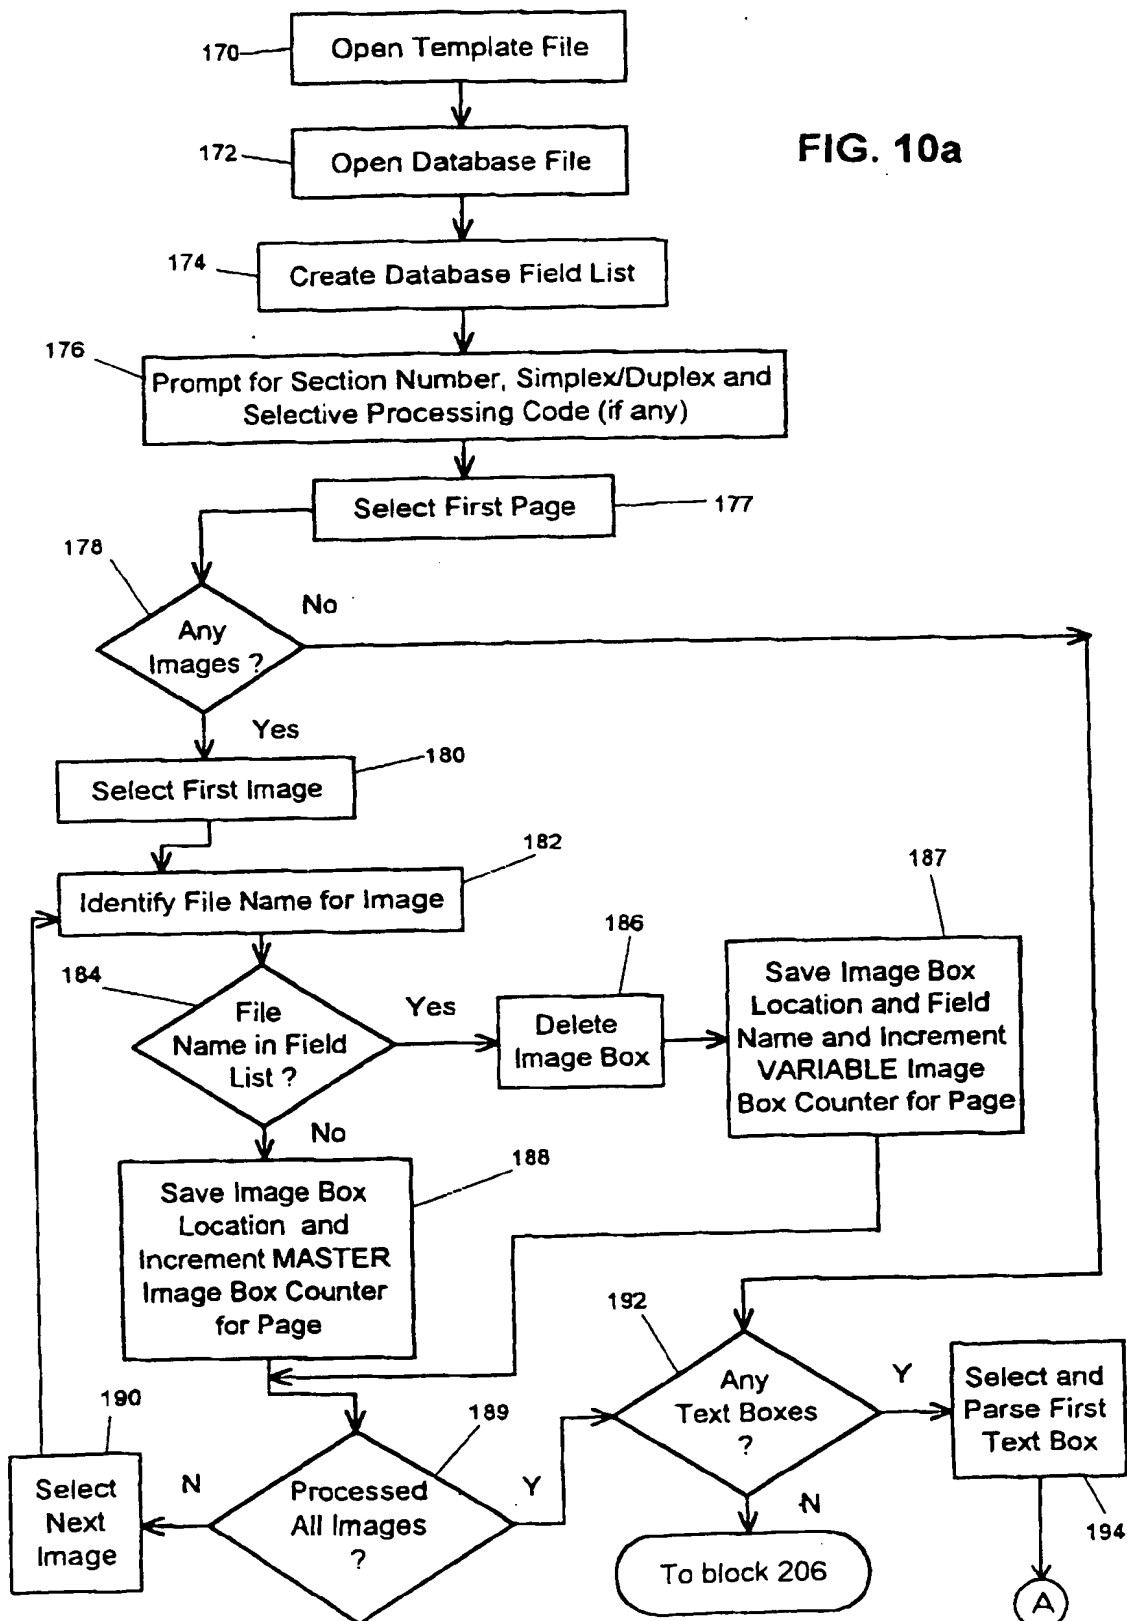 170
Open Template File
FIG. 10a
172
Open Database File
174
Create Database Field List
176
Prompt for Section Number, Simplex/Duplex and
Selective Processing Code (if any)
Select First Page
177
178
Any
Images ?
No
Yes
180
Select First Image
182
Identify File Name for Image
184
File
Name in Field
List ?
Yes
186
Delete
Image Box
187
Save Image Box
Location and Field
Name and Increment
VARIABLE Image
Box Counter for Page
No
188
Save Image Box
Location and
Increment MASTER
Image Box Counter
for Page
189
Processed
All Images
?
N
190
Select
Next
Image
Y
192
Any
Text Boxes
?
Y
Select and
Parse First
Text Box
194
N
To block 206
A